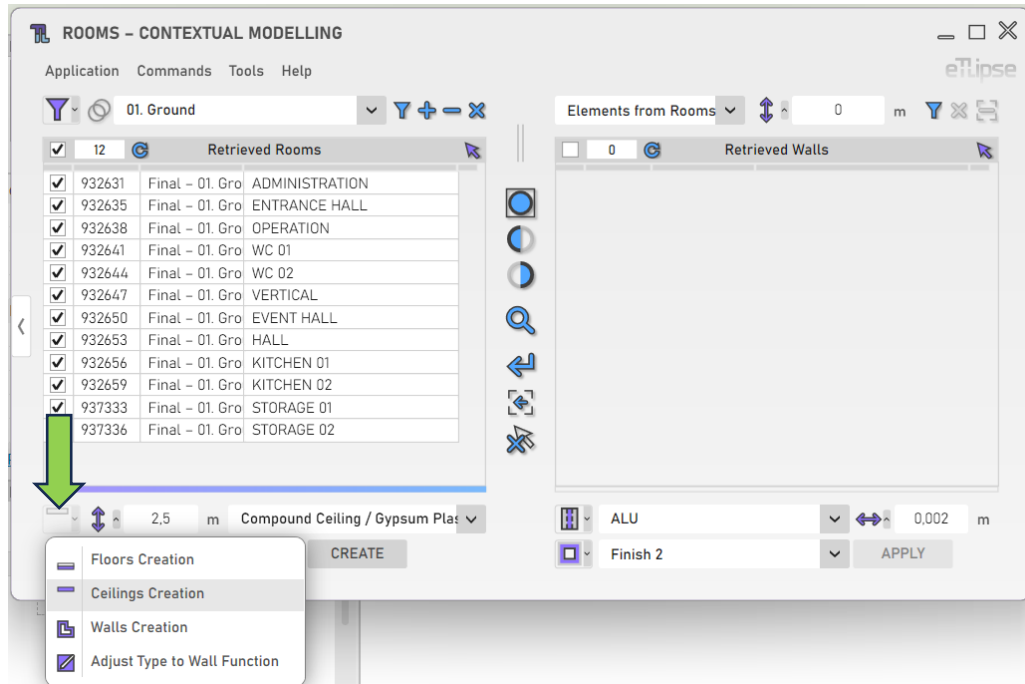 ROOMS – CONTEXTUAL MODELLING
Application Commands Tools Help
eTLipse
01. Ground
Elements from Rooms 0 m
12 Retrieved Rooms
0 Retrieved Walls
932631 Final – 01. Gro ADMINISTRATION
932635 Final – 01. Gro ENTRANCE HALL
932638 Final – 01. Gro OPERATION
932641 Final – 01. Gro WC 01
932644 Final – 01. Gro WC 02
932647 Final – 01. Gro VERTICAL
932650 Final – 01. Gro EVENT HALL
932653 Final – 01. Gro HALL
932656 Final – 01. Gro KITCHEN 01
932659 Final – 01. Gro KITCHEN 02
937333 Final – 01. Gro STORAGE 01
937336 Final – 01. Gro STORAGE 02
2,5 m Compound Ceiling / Gypsum Plas
ALU 0,002 m
CREATE
Finish 2 APPLY
Floors Creation
Ceilings Creation
Walls Creation
Adjust Type to Wall Function